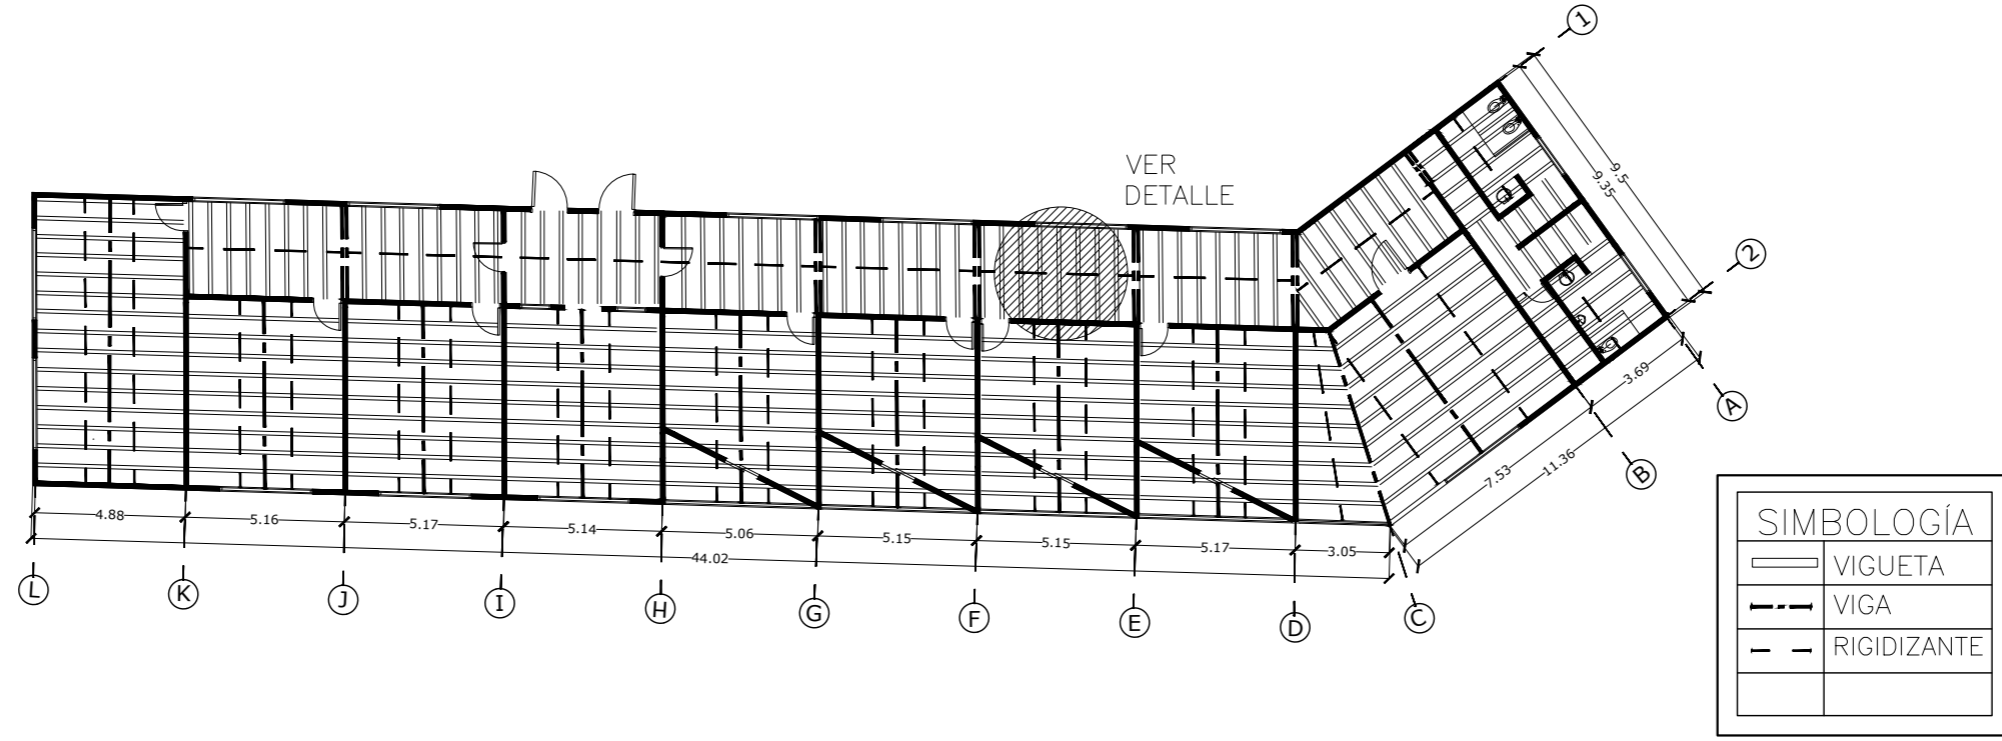 1
9.5
9.35
VER
DETALLE
2
3.69
A
11.36
7.53
B
4.88
5.16
5.17
5.14
5.06
5.15
5.15
5.17
3.05
44.02
L
K
J
I
H
G
F
E
D
C
SIMBOLOGÍA
VIGUETA
VIGA
RIGIDIZANTE